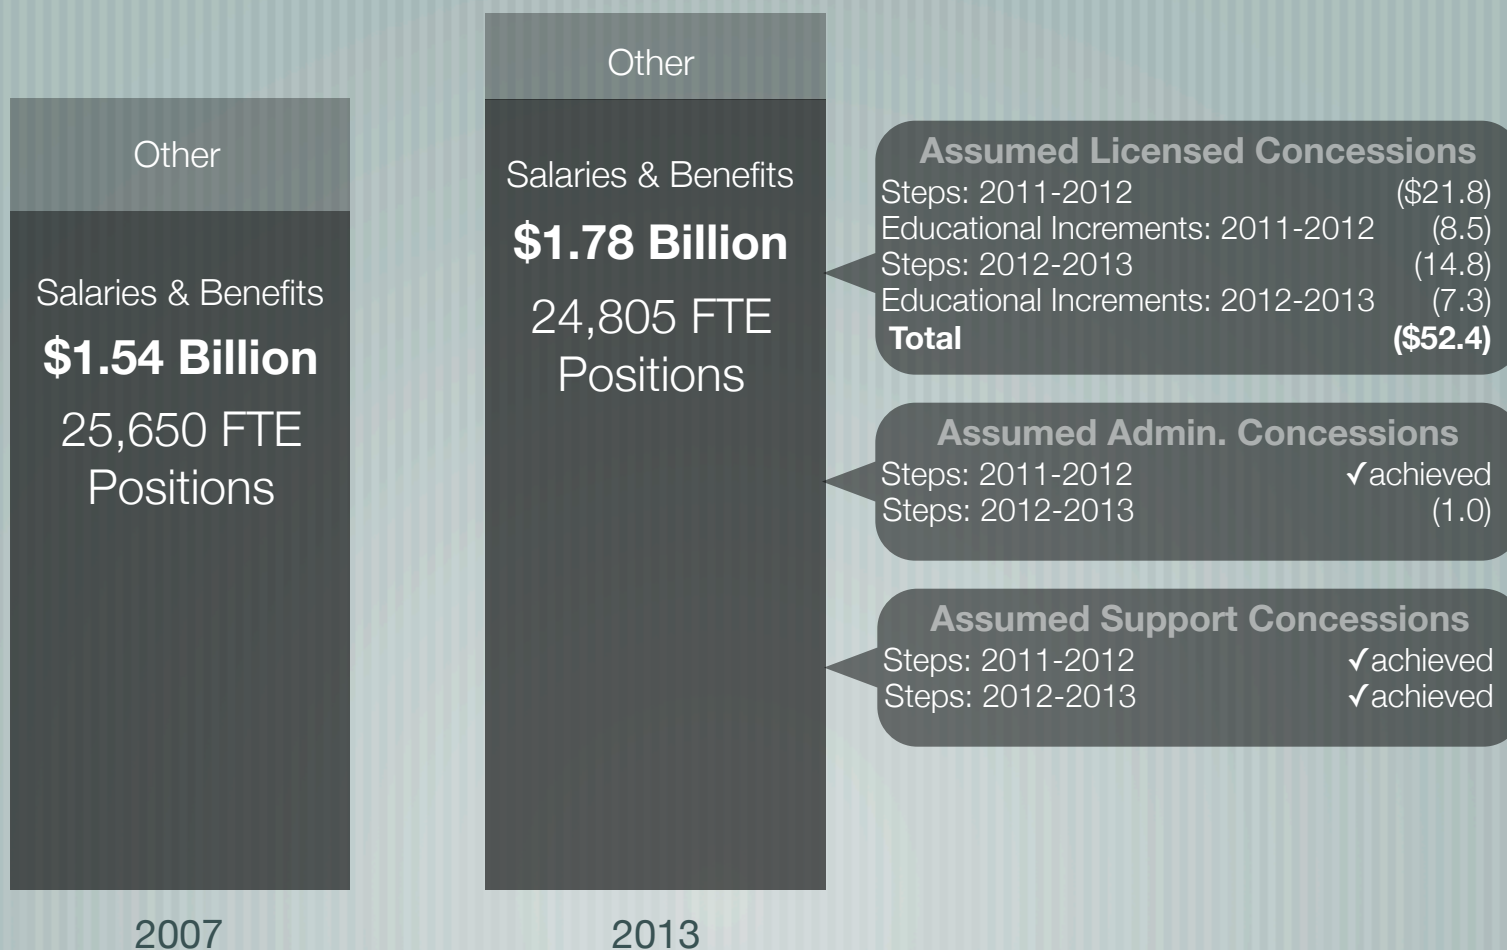 Other
Salaries & Benefits
$1.54 Billion
25,650 FTE
Positions
2007
Other
Salaries & Benefits
$1.78 Billion
24,805 FTE
Positions
2013
Assumed Licensed Concessions
Steps: 2011-2012 ($21.8)
Educational Increments: 2011-2012 (8.5)
Steps: 2012-2013 (14.8)
Educational Increments: 2012-2013 (7.3)
Total ($52.4)
Assumed Admin. Concessions
Steps: 2011-2012 ✓achieved
Steps: 2012-2013 (1.0)
Assumed Support Concessions
Steps: 2011-2012 ✓achieved
Steps: 2012-2013 ✓achieved